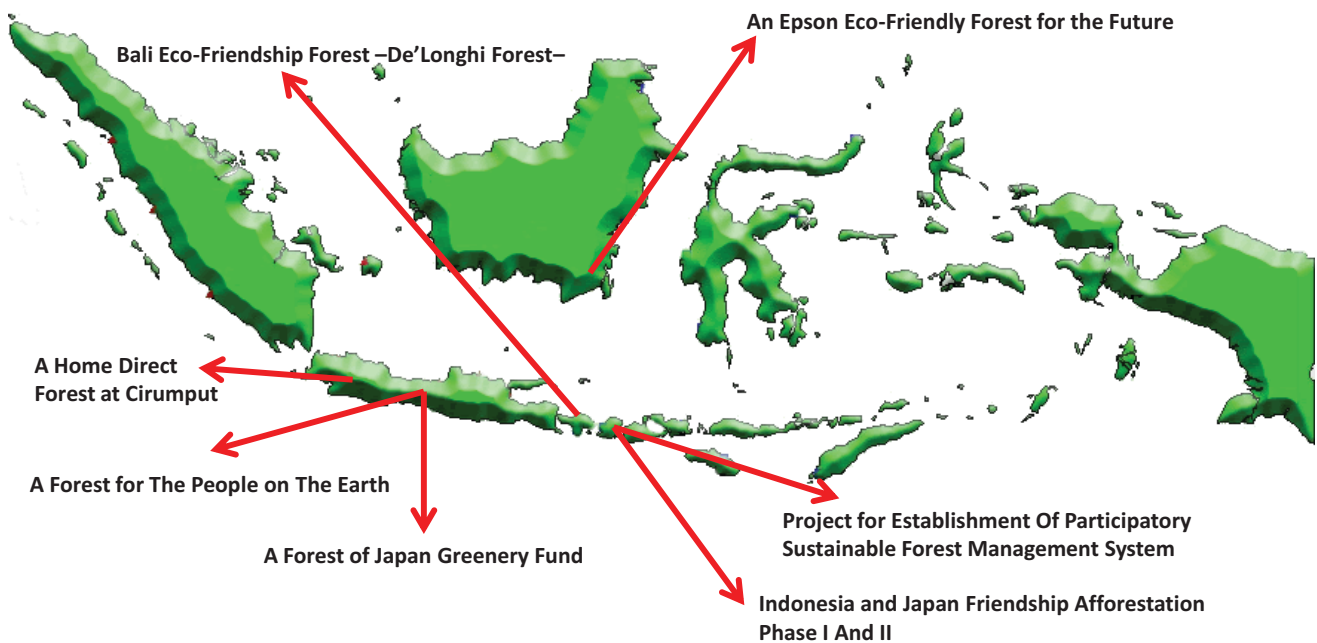 An Epson Eco-Friendly Forest for the Future
Bali Eco-Friendship Forest –De’Longhi Forest–
A Home Direct
Forest at Cirumput
A Forest for The People on The Earth
A Forest of Japan Greenery Fund
Project for Establishment Of Participatory
Sustainable Forest Management System
Indonesia and Japan Friendship Afforestation
Phase I And II